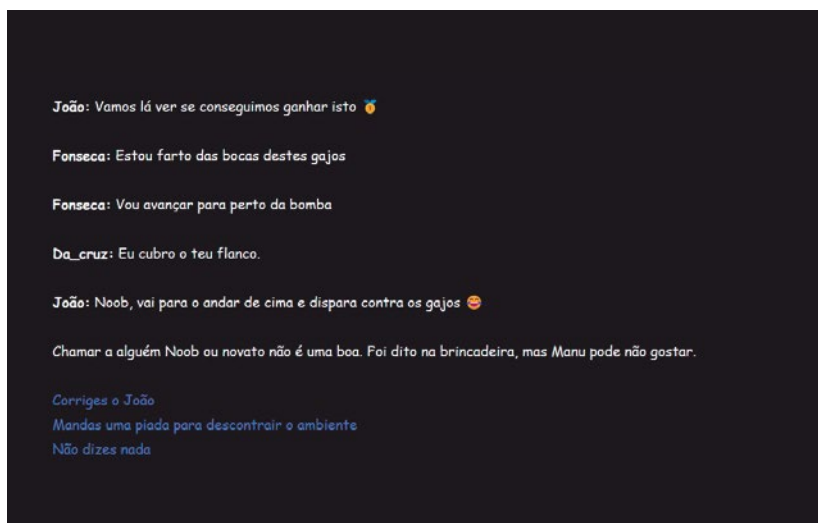 João: Vamos lá ver se conseguimos ganhar isto 🏅
Fonseca: Estou farto das bocas destes gajos
Fonseca: Vou avançar para perto da bomba
Da_cruz: Eu cubro o teu flanco.
João: Noob, vai para o andar de cima e dispara contra os gajos 😂
Chamar a alguém Noob ou novato não é uma boa. Foi dito na brincadeira, mas Manu pode não gostar.
Corriges o João
Mandas uma piada para descontrair o ambiente
Não dizes nada